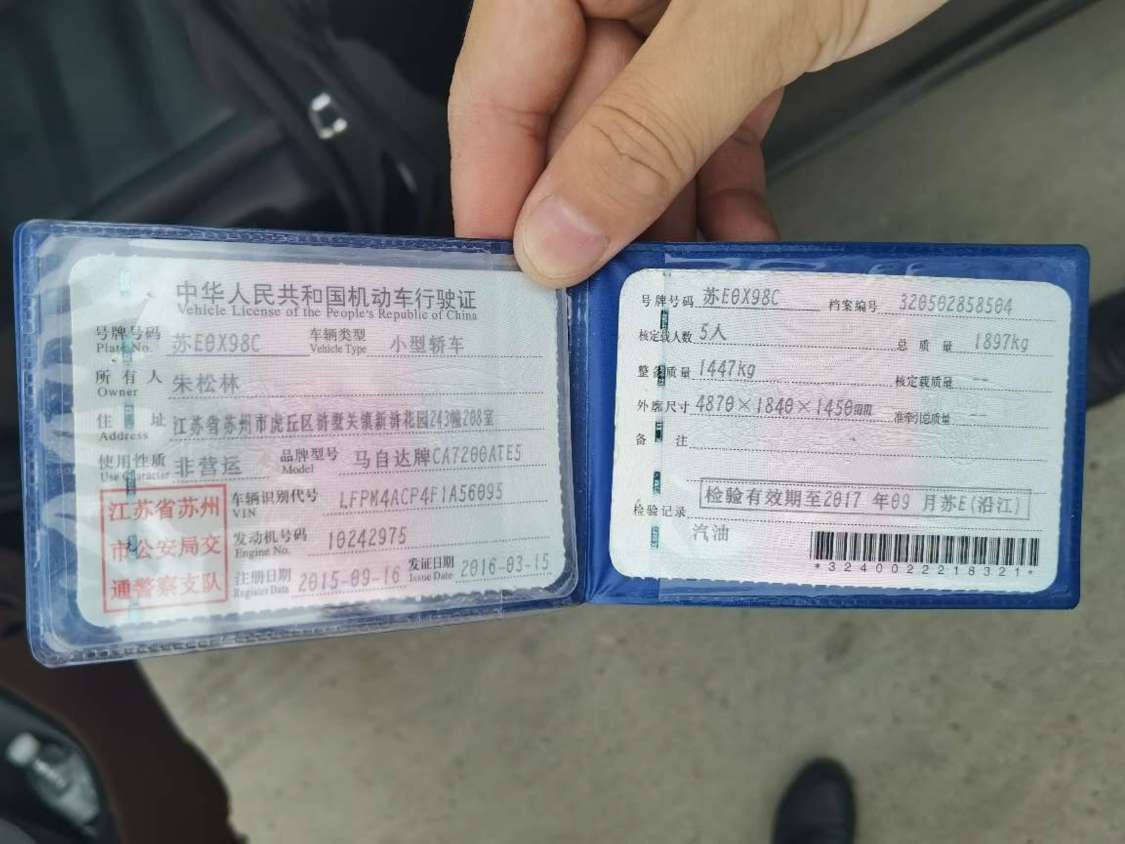 中华人民共和国机动车行驶证
Vehicle License of the People's Republic of China
号牌号码 苏E0X98C 车辆类型 小型轿车
Plate No. Vehicle Type
所有人 朱松林
Owner
住址 江苏省苏州市虎丘区浒墅关镇新浒花园243幢208室
Address
使用性质 非营运 品牌型号 马自达牌CA7200ATE5
Use Character Model
江苏省苏州
市公安局交
通警察支队
车辆识别代号 LFPM4ACP4F1A56095
VIN
发动机号码 10242975
Engine No.
注册日期 2015-09-16 发证日期 2016-03-15
Register Data Issue Date
号牌号码 苏E0X98C 档案编号 320502858504
核定载人数 5人 总质量 1897kg
整备质量 1447kg 核定载质量 --
外廓尺寸 4870×1840×1450mm 准牵引总质量 --
备注
检验记录 检验有效期至2017年09月苏E(沿江)
汽油
*3240022218321*